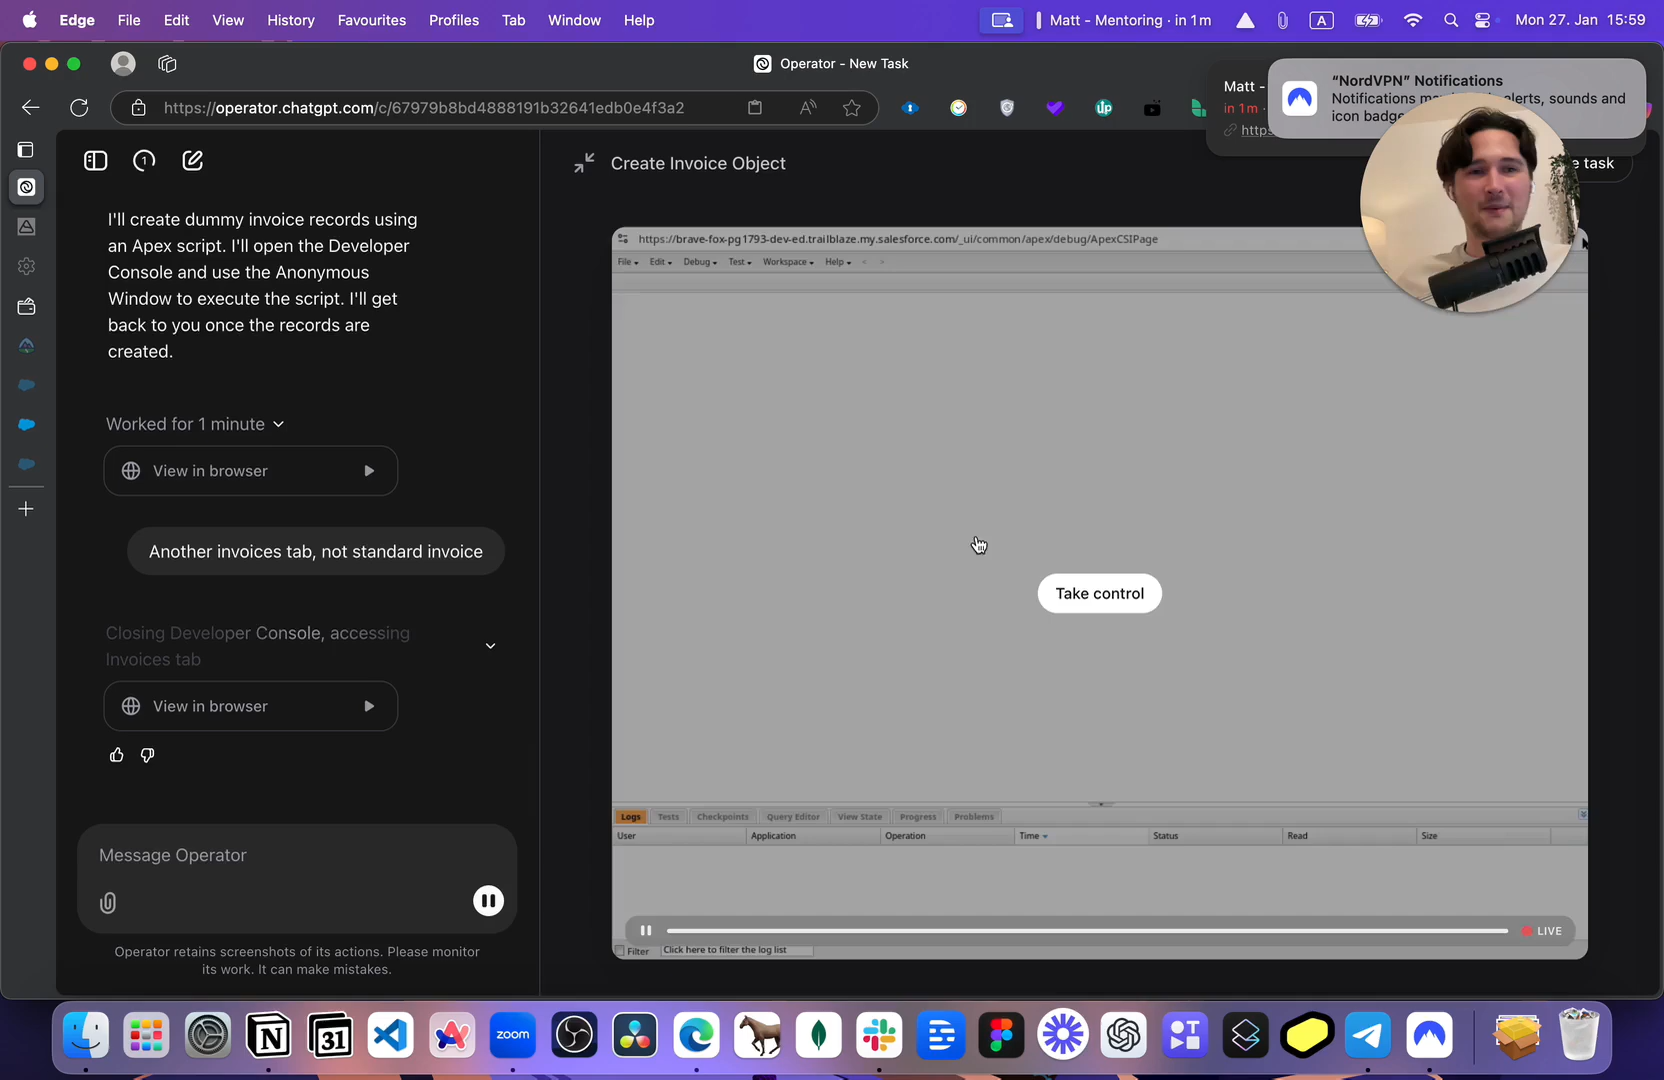 Edge File Edit View History Favourites Profiles Tab Window Help Matt - Mentoring · in 1 m A Mon 27. Jan 15:59
Operator - New Task
https://operator.chatgpt.com/c/67979b8bd4888191b32641edb0e4f3a2
up
Matt -
in 1 m ·
https
“NordVPN” Notifications
Notifications alerts, sounds and
icon
1
Create Invoice Object
task
I'll create dummy invoice records using
an Apex script. I'll open the Developer
Console and use the Anonymous
Window to execute the script. I'll get
back to you once the records are
created.
Worked for 1 minute
View in browser
Another invoices tab, not standard invoice
Closing Developer Console, accessing
Invoices tab
View in browser
Message Operator
Operator retains screenshots of its actions. Please monitor
its work. It can make mistakes.
https://brave-fox-pg1793-dev-ed.trailblaze.my.salesforce.com/_ui/common/apex/debug/ApexCSIPage
File Edit Debug Test Workspace Help < >
Take control
Logs Tests Checkpoints Query Editor View State Progress Problems
User Application Operation Time Status Read Size
LIVE
Filter Click here to filter the log list
31
zoom